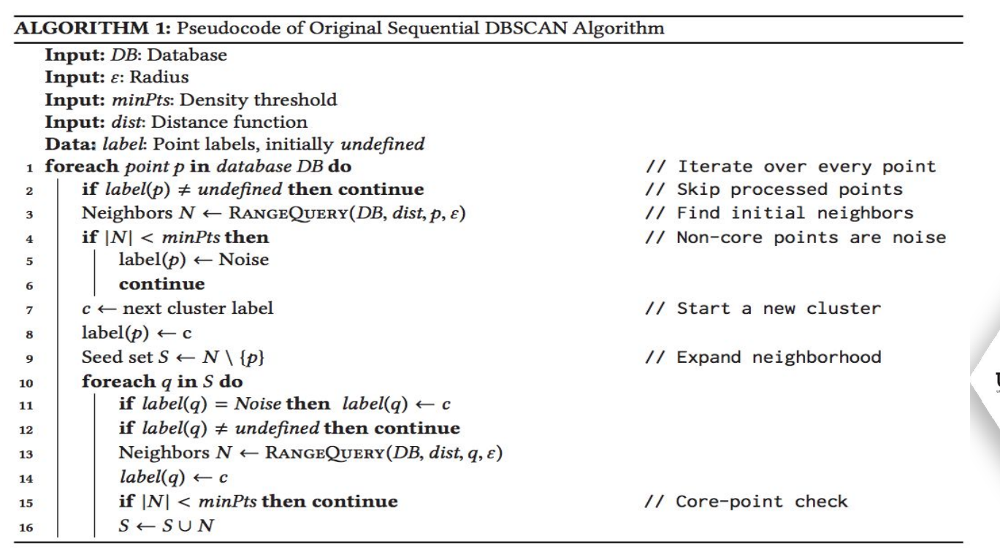 ALGORITHM 1: Pseudocode of Original Sequential DBSCAN Algorithm
Input: DB: Database
Input: ε: Radius
Input: minPts: Density threshold
Input: dist: Distance function
Data: label: Point labels, initially undefined
1 foreach point p in database DB do // Iterate over every point
2 if label(p) ≠ undefined then continue // Skip processed points
3 Neighbors N ← RANGEQUERY(DB, dist, p, ε) // Find initial neighbors
4 if |N| < minPts then // Non-core points are noise
5 label(p) ← Noise
6 continue
7 c ← next cluster label // Start a new cluster
8 label(p) ← c
9 Seed set S ← N \ {p} // Expand neighborhood
10 foreach q in S do
11 if label(q) = Noise then label(q) ← c
12 if label(q) ≠ undefined then continue
13 Neighbors N ← RANGEQUERY(DB, dist, q, ε)
14 label(q) ← c
15 if |N| < minPts then continue // Core-point check
16 S ← S ∪ N